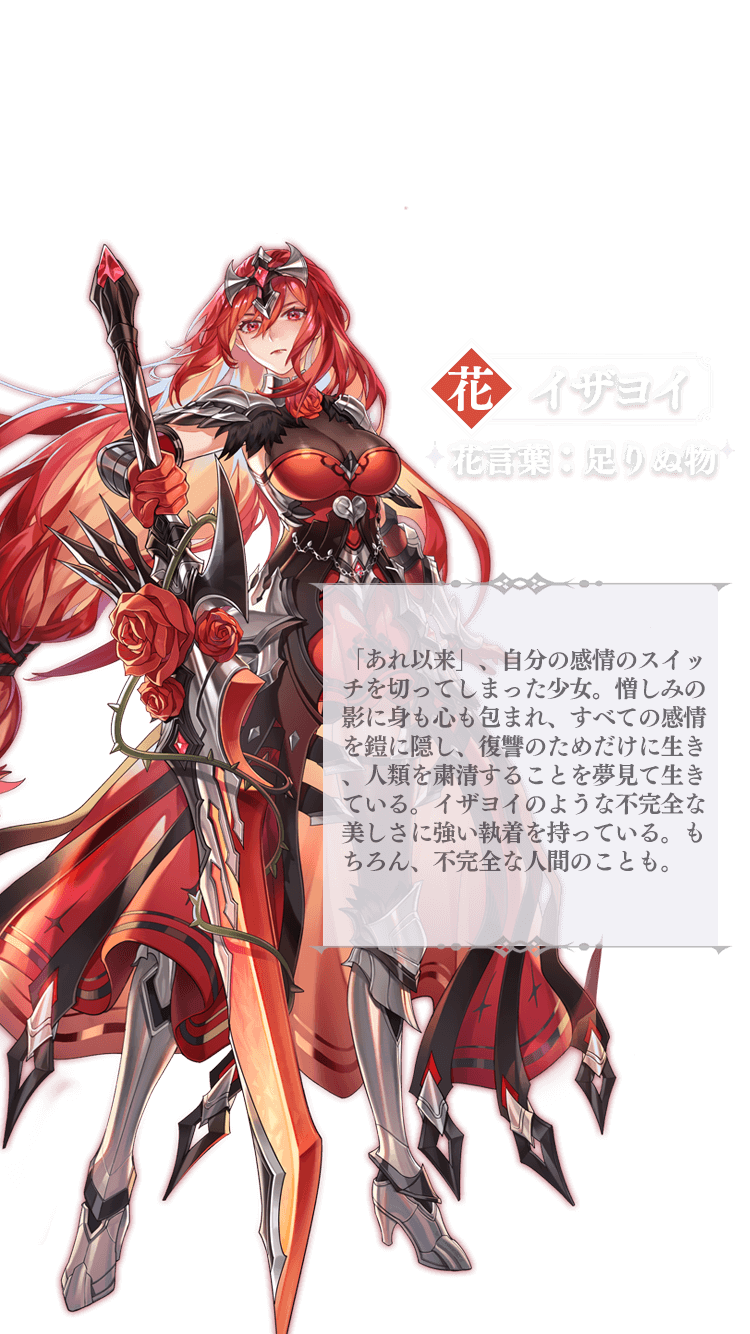 花 イザヨイ
花言葉：足りぬ物
「あれ以来」、自分の感情のスイッ
チを切ってしまった少女。憎しみの
影に身も心も包まれ、すべての感情
を鎧に隠し、復讐のためだけに生き
、人類を粛清することを夢見て生き
ている。イザヨイのような不完全な
美しさに強い執着を持っている。も
ちろん、不完全な人間のことも。